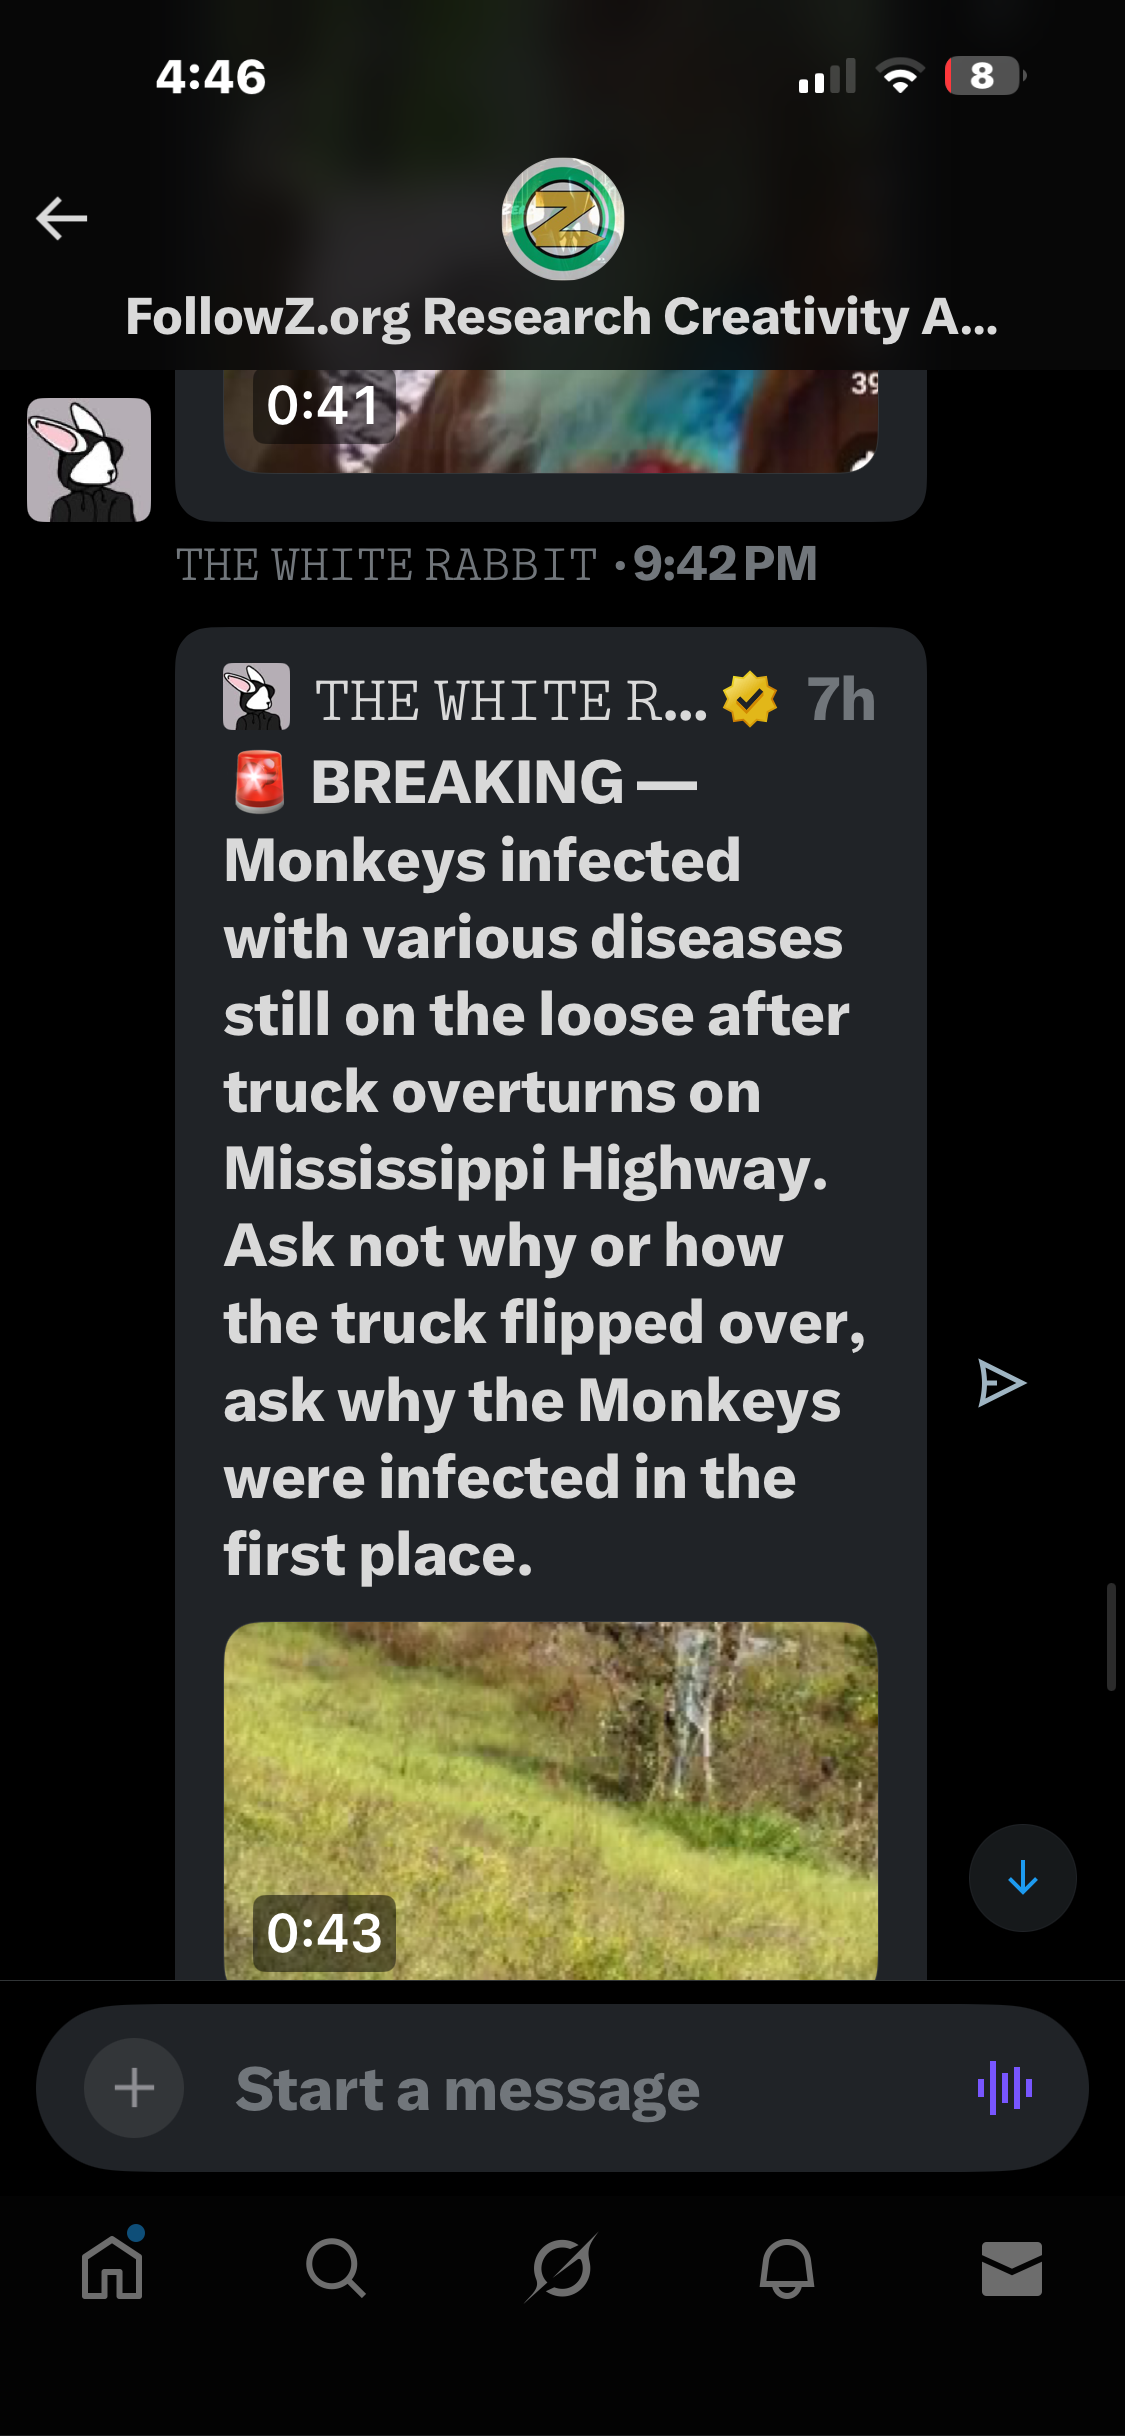 4:46
8
FollowZ.org Research Creativity A...
0:41
39
THE WHITE RABBIT · 9:42 PM
THE WHITE R... 7h
🚨 BREAKING —
Monkeys infected
with various diseases
still on the loose after
truck overturns on
Mississippi Highway.
Ask not why or how
the truck flipped over,
ask why the Monkeys
were infected in the
first place.
0:43
Start a message